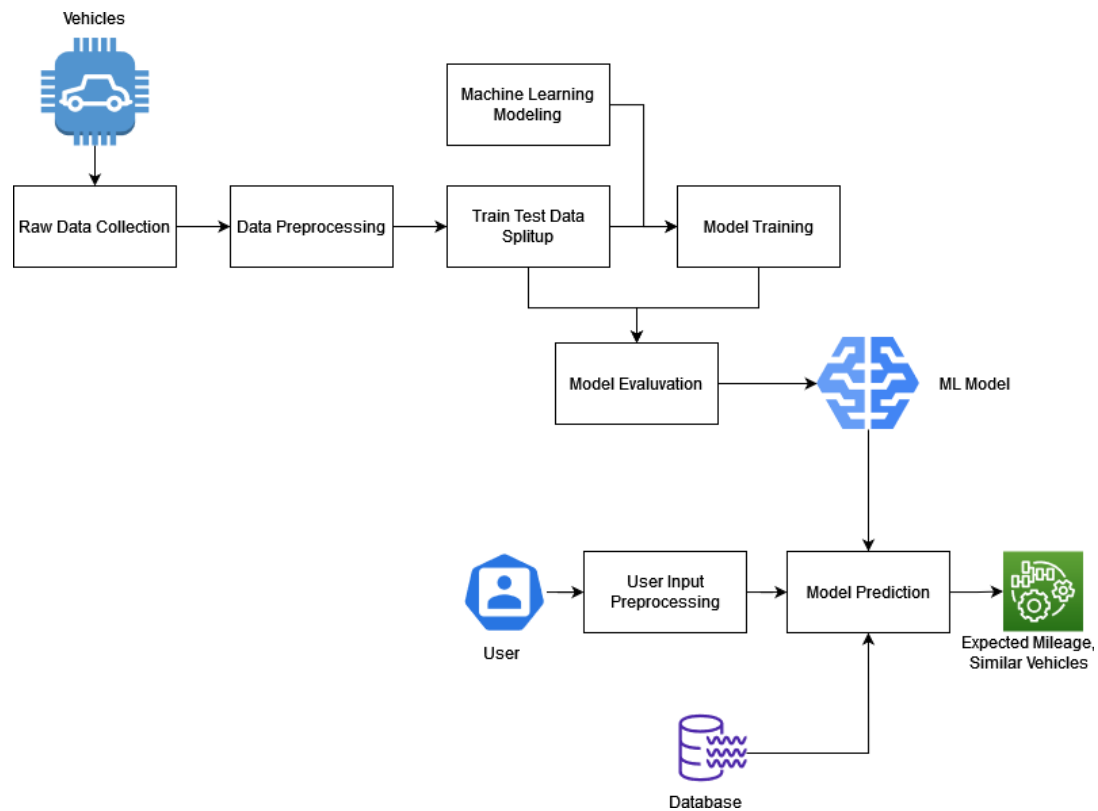 Vehicles
Machine Learning
Modeling
Raw Data Collection
Data Preprocessing
Train Test Data
Splitup
Model Training
Model Evaluvation
ML Model
User Input
Preprocessing
Model Prediction
User
Expected Mileage,
Similar Vehicles
Database